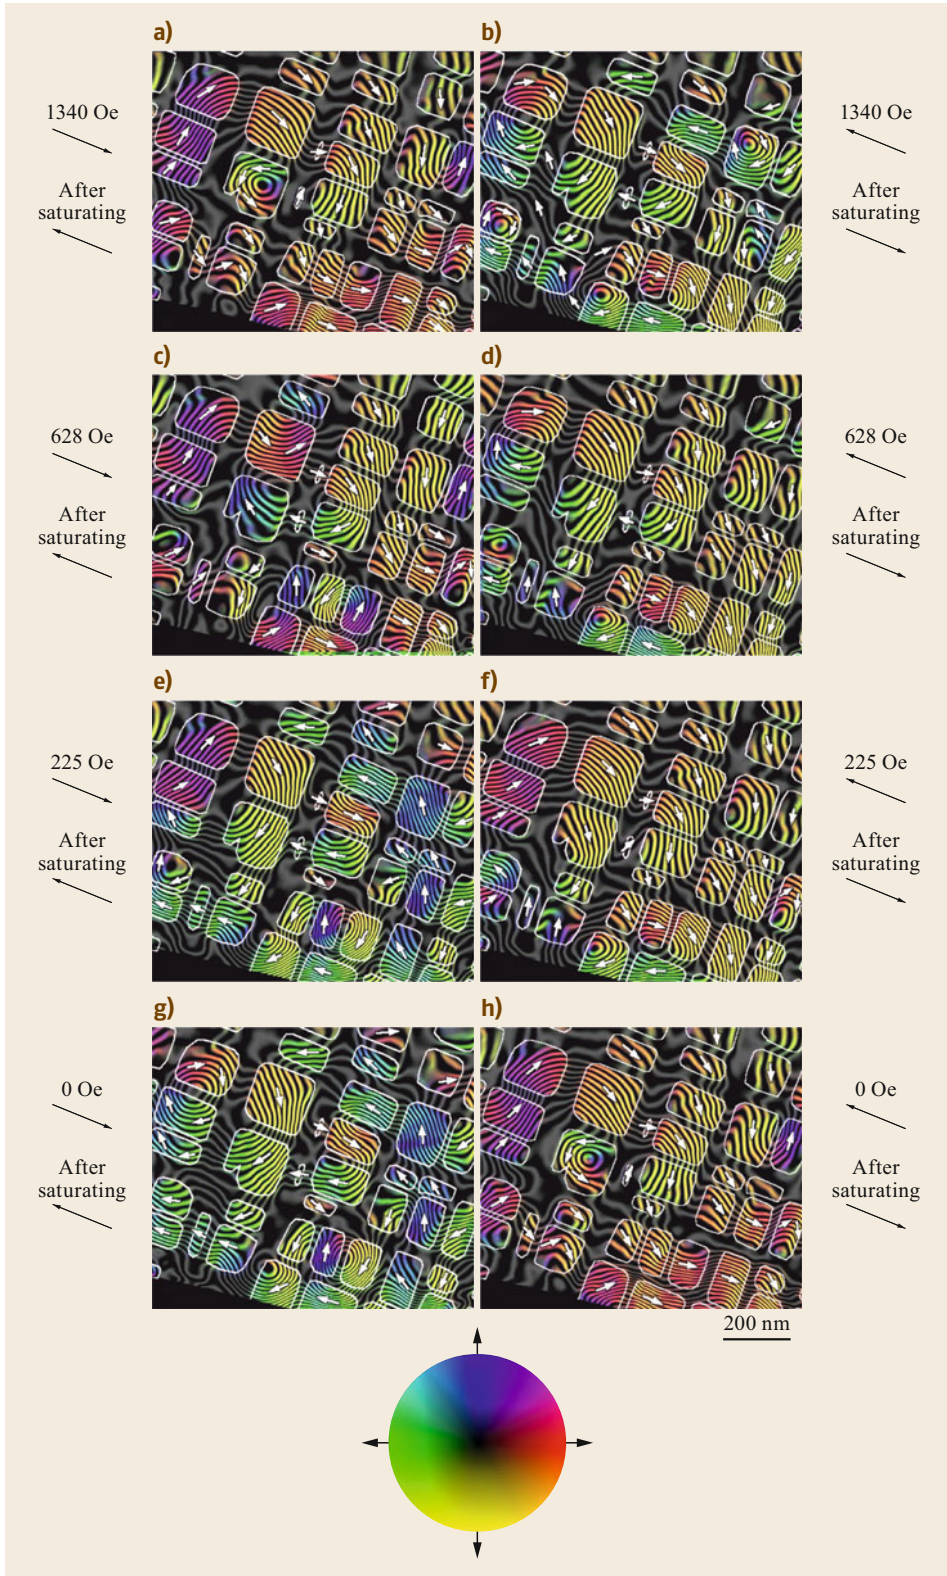 a)
b)
1340 Oe
After
saturating
1340 Oe
After
saturating
c)
d)
628 Oe
After
saturating
628 Oe
After
saturating
e)
f)
225 Oe
After
saturating
225 Oe
After
saturating
g)
h)
0 Oe
After
saturating
0 Oe
After
saturating
200 nm